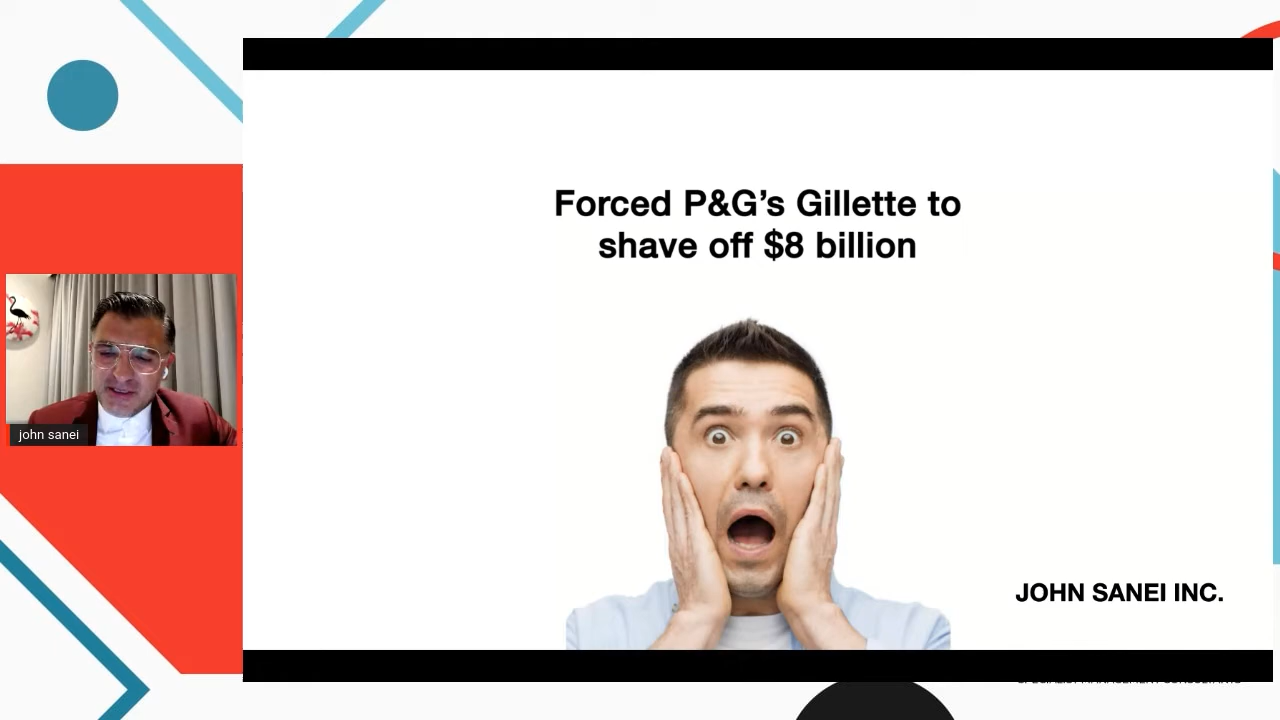 Forced P&G’s Gillette to
shave off $8 billion
john sanei
JOHN SANEI INC.